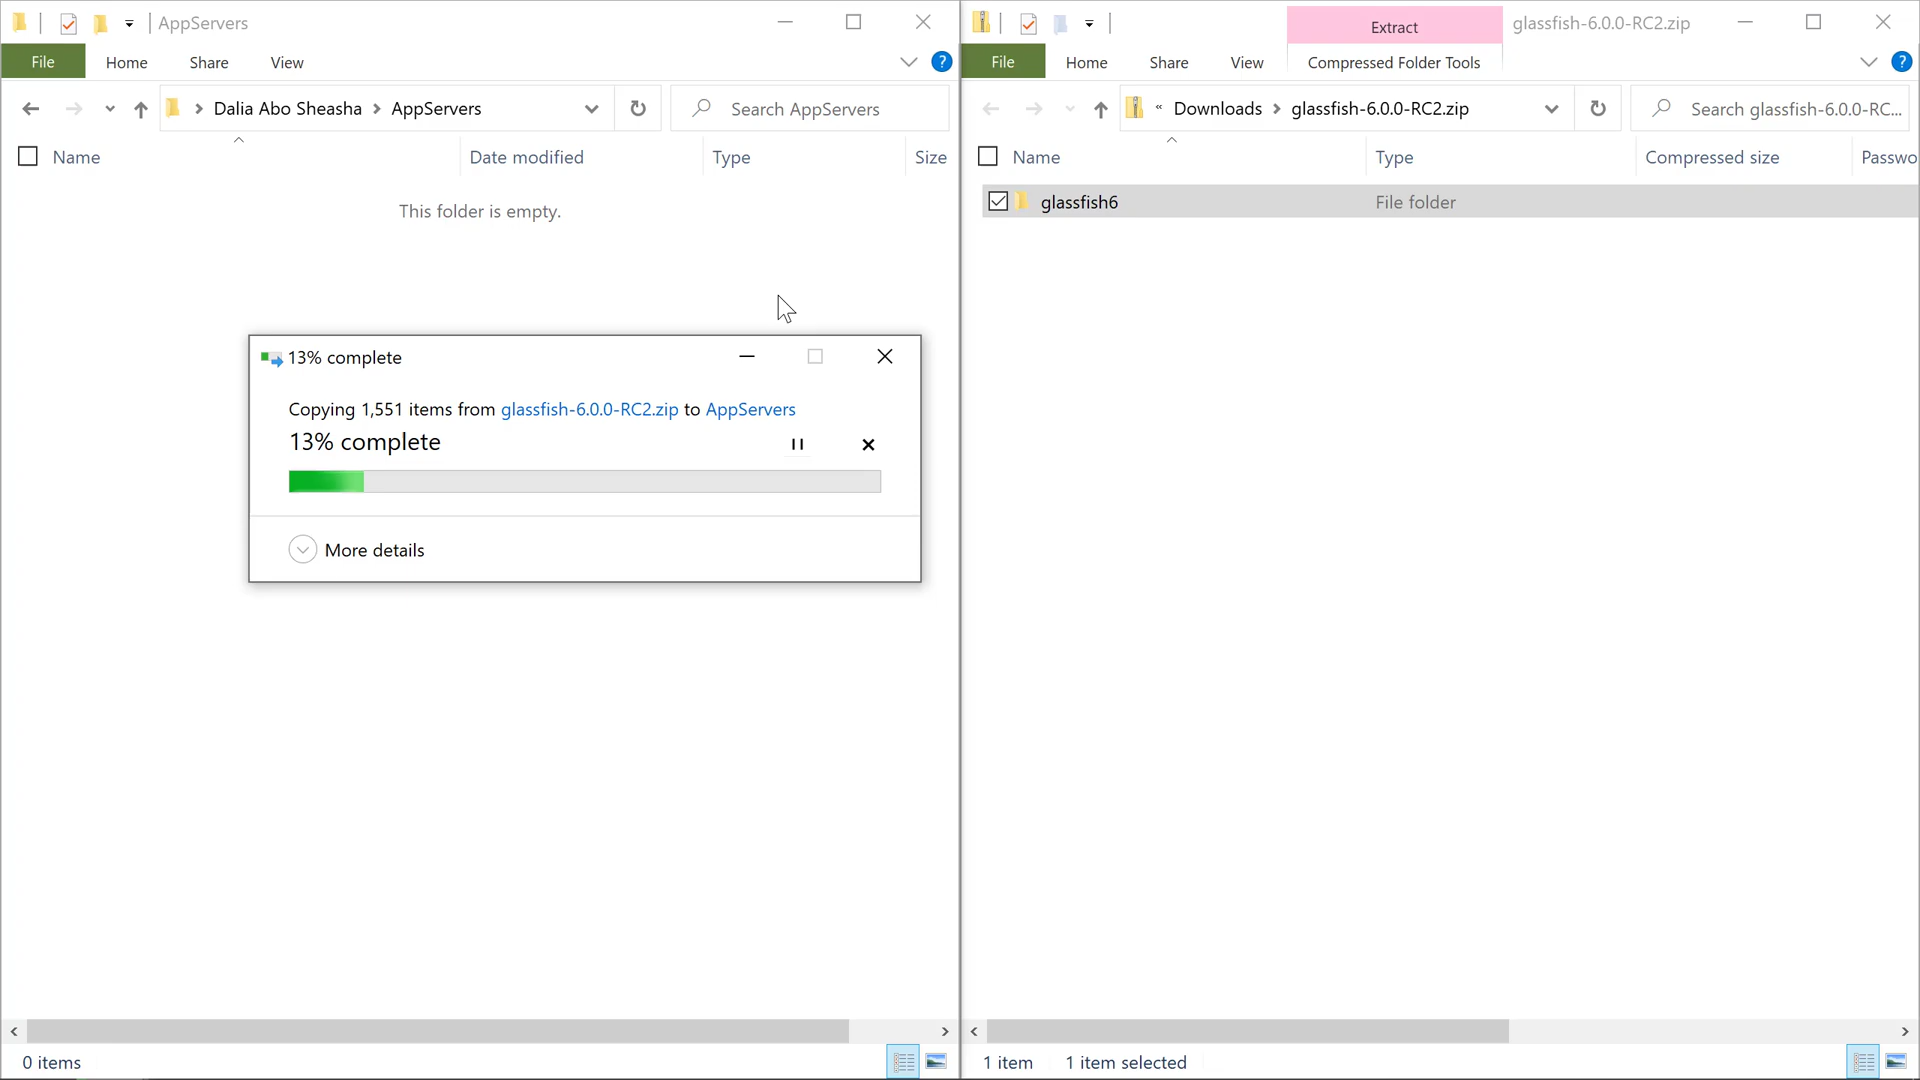 AppServers
File
Home
Share
View
?
Dalia Abo Sheasha
AppServers
Search AppServers
Name
Date modified
Type
Size
This folder is empty.
13% complete
Copying 1,551 items from glassfish-6.0.0-RC2.zip to AppServers
13% complete
More details
0 items
Extract
glassfish-6.0.0-RC2.zip
File
Home
Share
View
Compressed Folder Tools
?
« Downloads
glassfish-6.0.0-RC2.zip
Search glassfish-6.0.0-RC...
Name
Type
Compressed size
Passwo
glassfish6
File folder
1 item
1 item selected